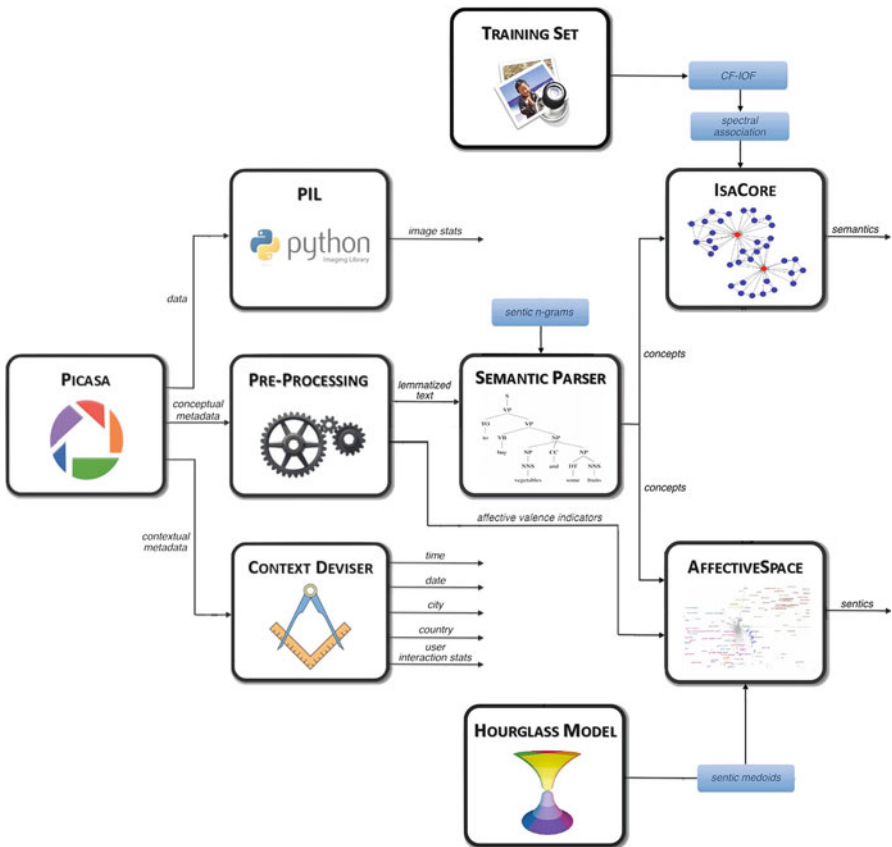 TRAINING SET
CF-IOF
spectral
association
PIL
python
Imaging Library
image stats
ISACORE
semantics
data
sentic n-grams
concepts
PICASA
conceptual
metadata
PRE-PROCESSING
lemmatized
text
SEMANTIC PARSER
S
VP
TO VP
to VB NP
buy NP CC NP
NNS and DT NNS
vegetables some fruits
concepts
affective valence indicators
contextual
metadata
CONTEXT DEVISER
time
date
city
country
user
interaction stats
AFFECTIVESPACE
sentics
HOURGLASS MODEL
sentic medoids